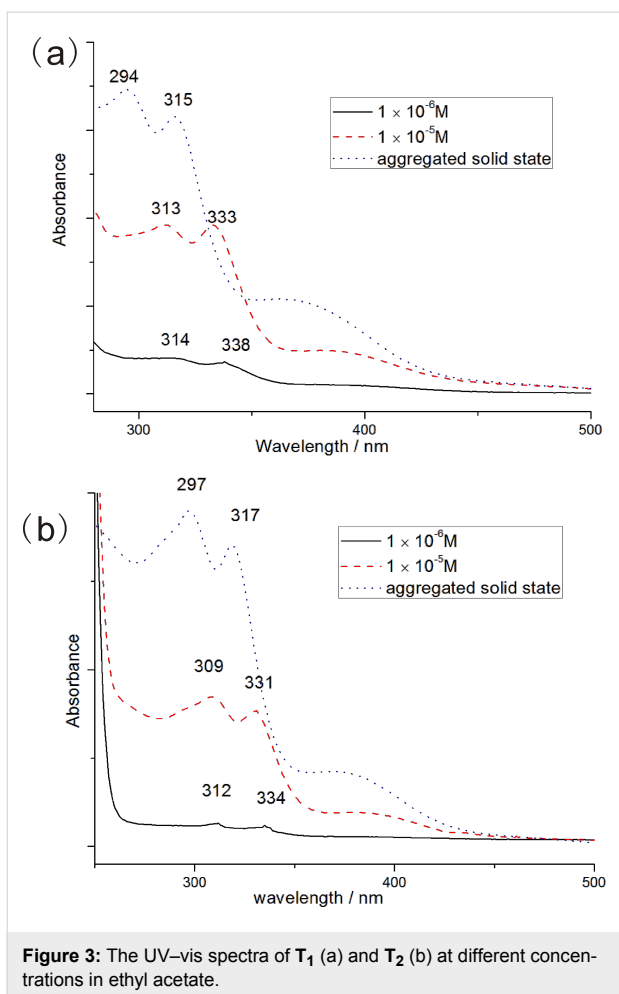 (a)
294
315
1 × 10⁻⁶M
1 × 10⁻⁵M
aggregated solid state
313
333
314
338
Absorbance
300
400
500
Wavelength / nm
(b)
297
317
1 × 10⁻⁶M
1 × 10⁻⁵M
aggregated solid state
309
331
312
334
Absorbance
300
400
500
wavelength / nm
Figure 3: The UV–vis spectra of T₁ (a) and T₂ (b) at different concen-
trations in ethyl acetate.